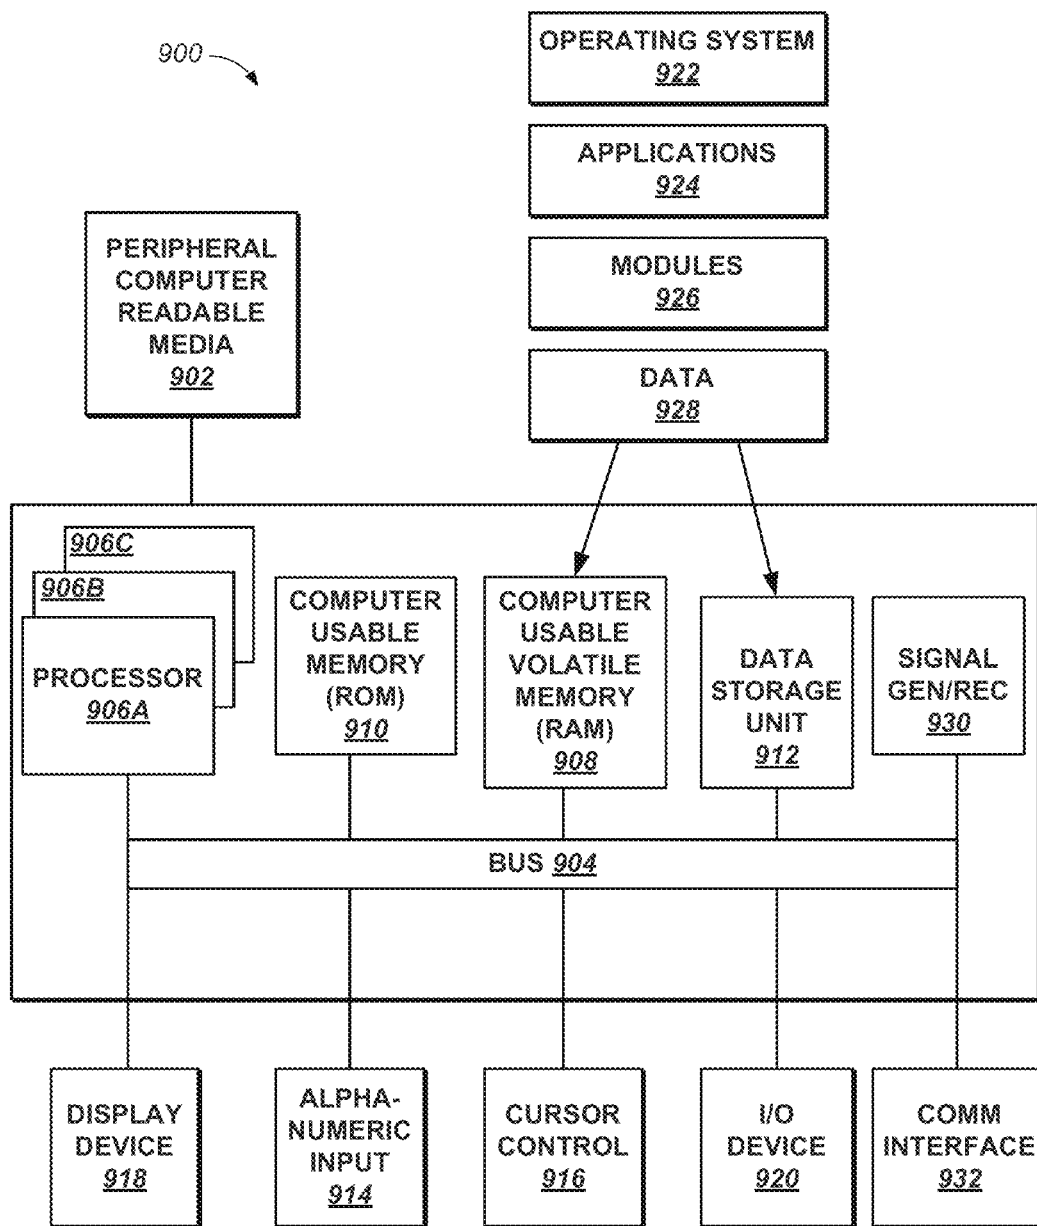 900
OPERATING SYSTEM
922
APPLICATIONS
924
MODULES
926
DATA
928
PERIPHERAL
COMPUTER
READABLE
MEDIA
902
906C
906B
PROCESSOR
906A
COMPUTER
USABLE
MEMORY
(ROM)
910
COMPUTER
USABLE
VOLATILE
MEMORY
(RAM)
908
DATA
STORAGE
UNIT
912
SIGNAL
GEN/REC
930
BUS 904
DISPLAY
DEVICE
918
ALPHA-
NUMERIC
INPUT
914
CURSOR
CONTROL
916
I/O
DEVICE
920
COMM
INTERFACE
932